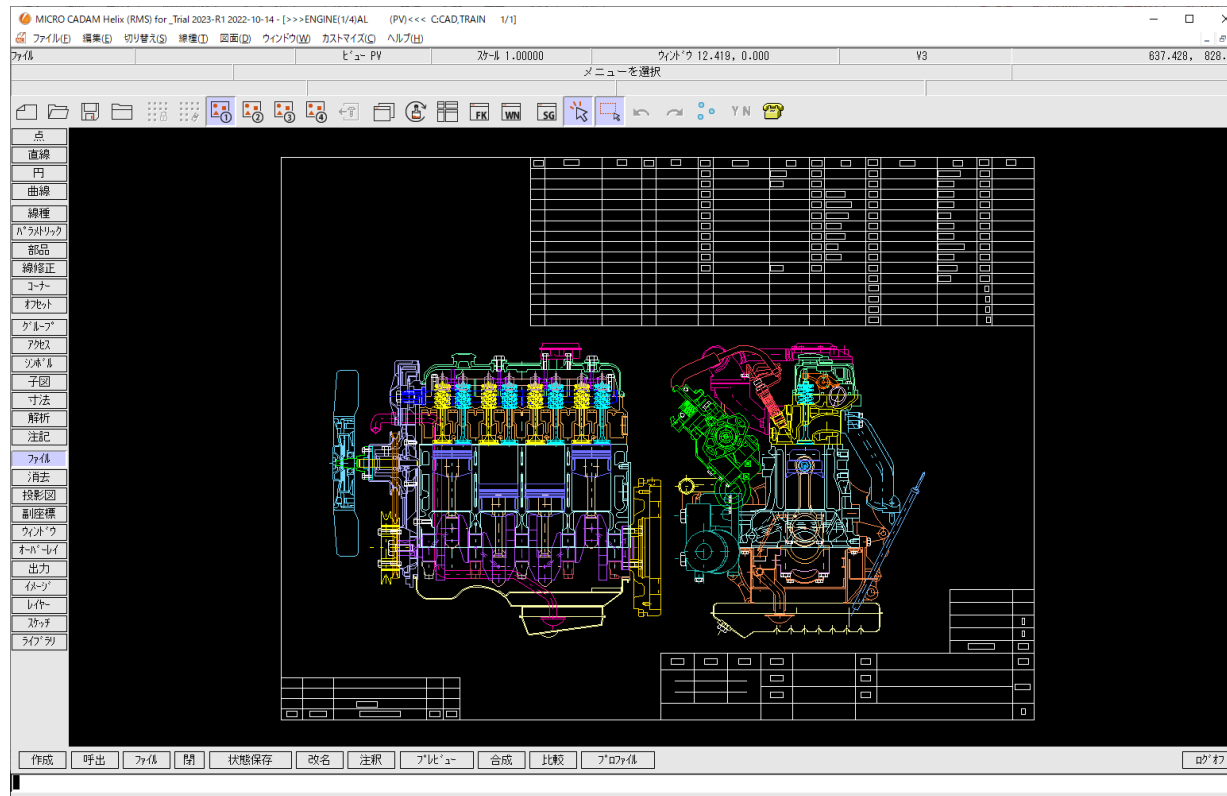 MICRO CADAM Helix (RMS) for _Trial 2023-R1 2022-10-14 - [>>>ENGINE(1/4)AL (PV)<<< C:CAD,TRAIN 1/1]
ファイル(F) 編集(E) 切り替え(S) 線種(T) 図面(D) ウィンドウ(W) カスタマイズ(C) ヘルプ(H)
ファイル ビュー PV スケール 1.00000 ウィンドウ 12.419, 0.000 V3 637.428, 828.
メニューを選択
1 2 3 4 FK WN SG Y N
点
直線
円
曲線
線種
パラメトリック
部品
線修正
コーナー
オフセット
グループ
アクセス
シンボル
子図
寸法
解析
注記
ファイル
消去
投影図
副座標
ウィンドウ
オーバーレイ
出力
イメージ
レイヤー
スケッチ
ライブラリ
作成 呼出 ファイル 閉 状態保存 改名 注釈 プレビュー 合成 比較 プロファイル ログオフ